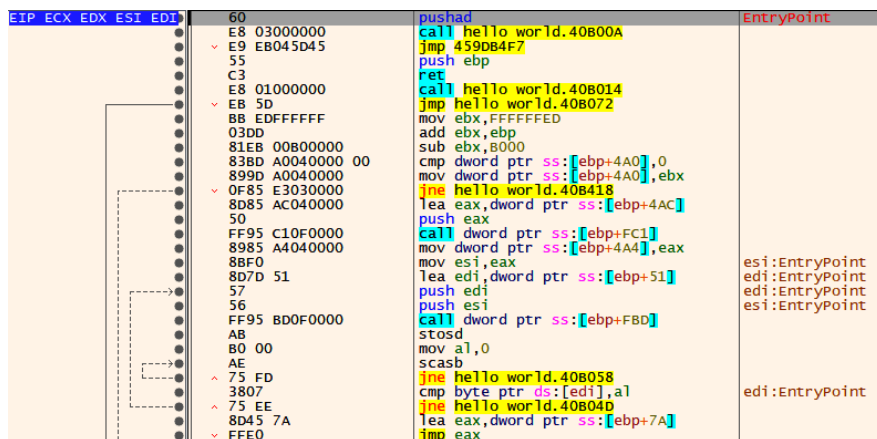 EIP ECX EDX ESI EDI 60 pushad EntryPoint
E8 03000000 call hello world.40B00A
E9 EB045D45 jmp 459DB4F7
55 push ebp
C3 ret
E8 01000000 call hello world.40B014
EB 5D jmp hello world.40B072
BB EDFFFFFF mov ebx,FFFFFFED
03DD add ebx,ebp
81EB 00B00000 sub ebx,B000
83BD A0040000 00 cmp dword ptr ss:[ebp+4A0],0
899D A0040000 mov dword ptr ss:[ebp+4A0],ebx
0F85 E3030000 jne hello world.40B418
8D85 AC040000 lea eax,dword ptr ss:[ebp+4AC]
50 push eax
FF95 C10F0000 call dword ptr ss:[ebp+FC1]
8985 A4040000 mov dword ptr ss:[ebp+4A4],eax
8BF0 mov esi,eax esi:EntryPoint
8D7D 51 lea edi,dword ptr ss:[ebp+51] edi:EntryPoint
57 push edi edi:EntryPoint
56 push esi esi:EntryPoint
FF95 BD0F0000 call dword ptr ss:[ebp+FBD]
AB stosd
B0 00 mov al,0
AE scasb
75 FD jne hello world.40B058
3807 cmp byte ptr ds:[edi],al edi:EntryPoint
75 EE jne hello world.40B04D
8D45 7A lea eax,dword ptr ss:[ebp+7A]
FFE0 jmp eax